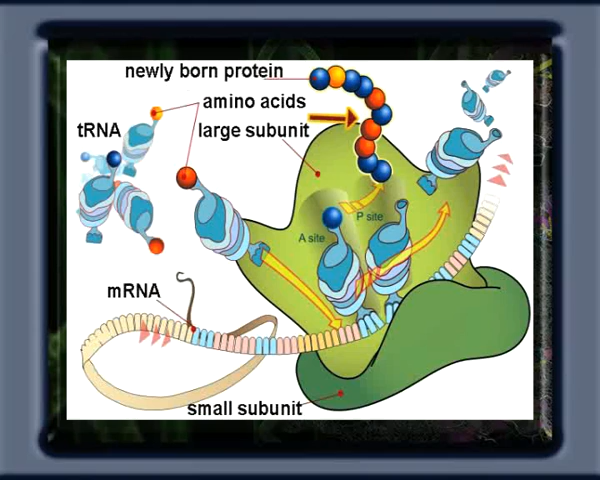 newly born protein
amino acids
tRNA
large subunit
P site
A site
mRNA
small subunit